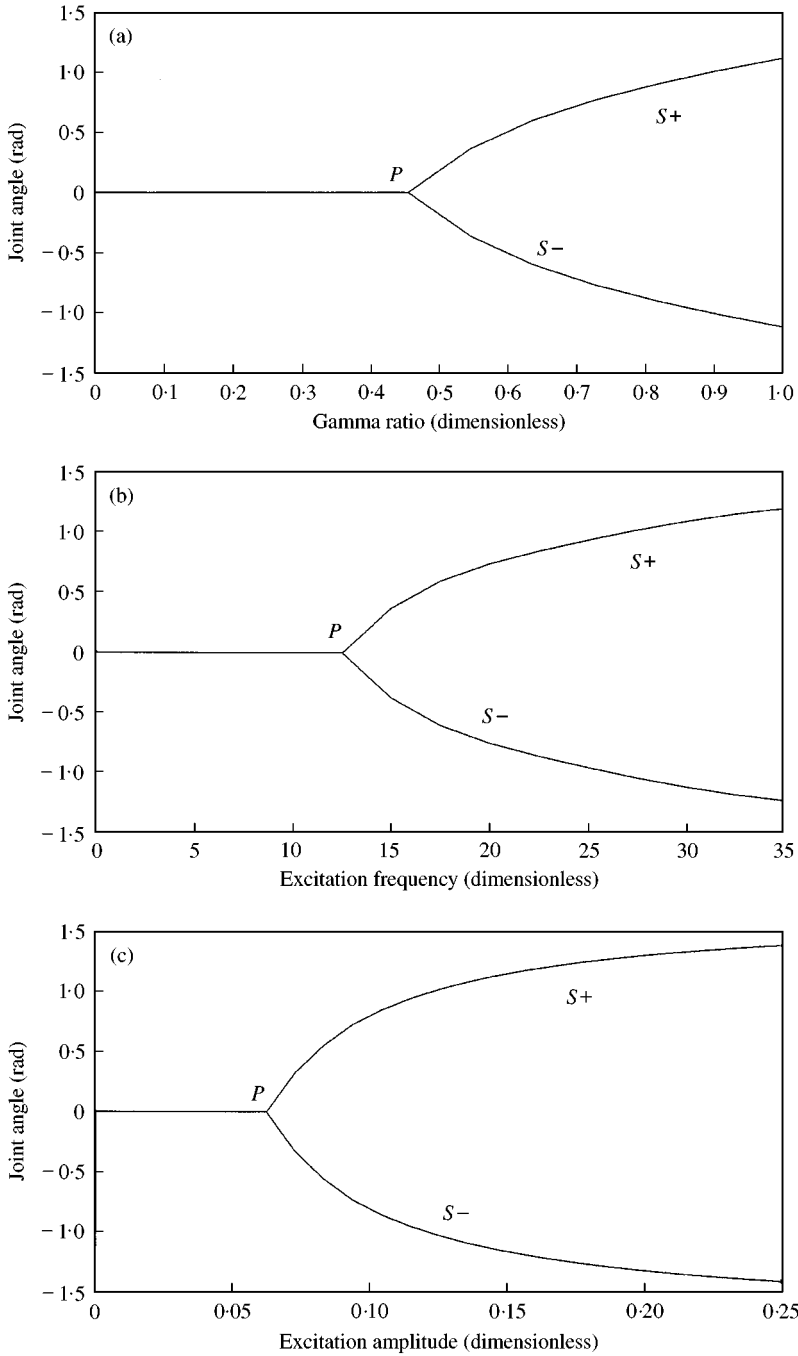 (a)
1·5
1·0
0·5
0
−0·5
−1·0
−1·5
Joint angle (rad)
P
S+
S−
0 0·1 0·2 0·3 0·4 0·5 0·6 0·7 0·8 0·9 1·0
Gamma ratio (dimensionless)
(b)
1·5
1·0
0·5
0
−0·5
−1·0
−1·5
Joint angle (rad)
P
S+
S−
0 5 10 15 20 25 30 35
Excitation frequency (dimensionless)
(c)
1·5
1·0
0·5
0
−0·5
−1·0
−1·5
Joint angle (rad)
P
S+
S−
0 0·05 0·10 0·15 0·20 0·25
Excitation amplitude (dimensionless)